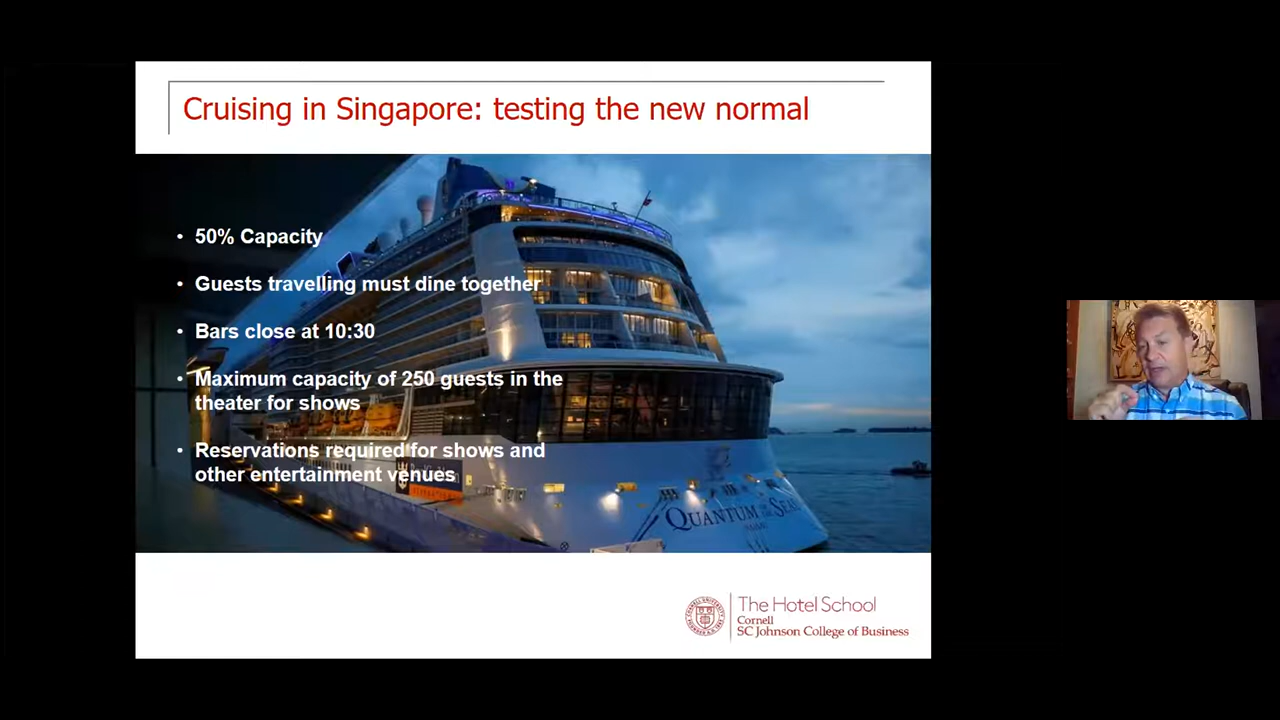 Cruising in Singapore: testing the new normal
• 50% Capacity
• Guests travelling must dine together
• Bars close at 10:30
• Maximum capacity of 250 guests in the
theater for shows
• Reservations required for shows and
other entertainment venues
QUANTUM OF THE SEAS
The Hotel School
Cornell
SC Johnson College of Business